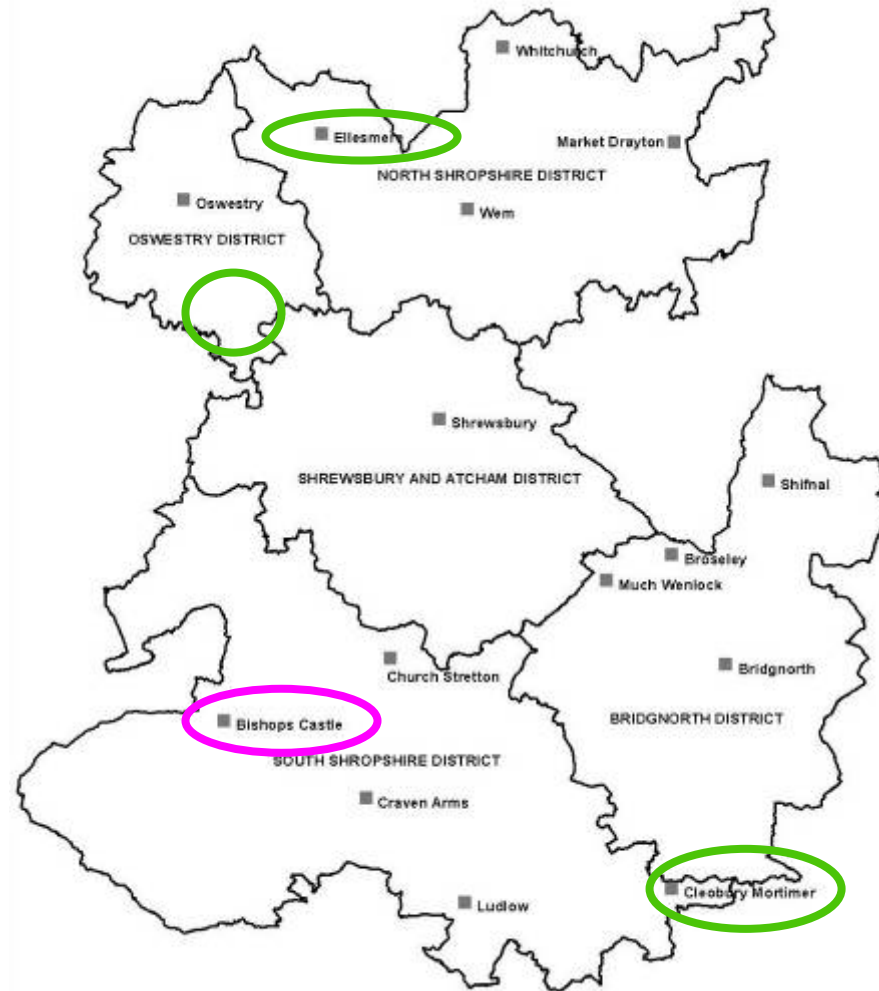 Whitchurch
Ellesmere
Market Drayton
NORTH SHROPSHIRE DISTRICT
Oswestry
Wem
OSWESTRY DISTRICT
Shrewsbury
SHREWSBURY AND ATCHAM DISTRICT
Shifnal
Broseley
Much Wenlock
Church Stretton
Bridgnorth
Bishops Castle
BRIDGNORTH DISTRICT
SOUTH SHROPSHIRE DISTRICT
Craven Arms
Cleobury Mortimer
Ludlow